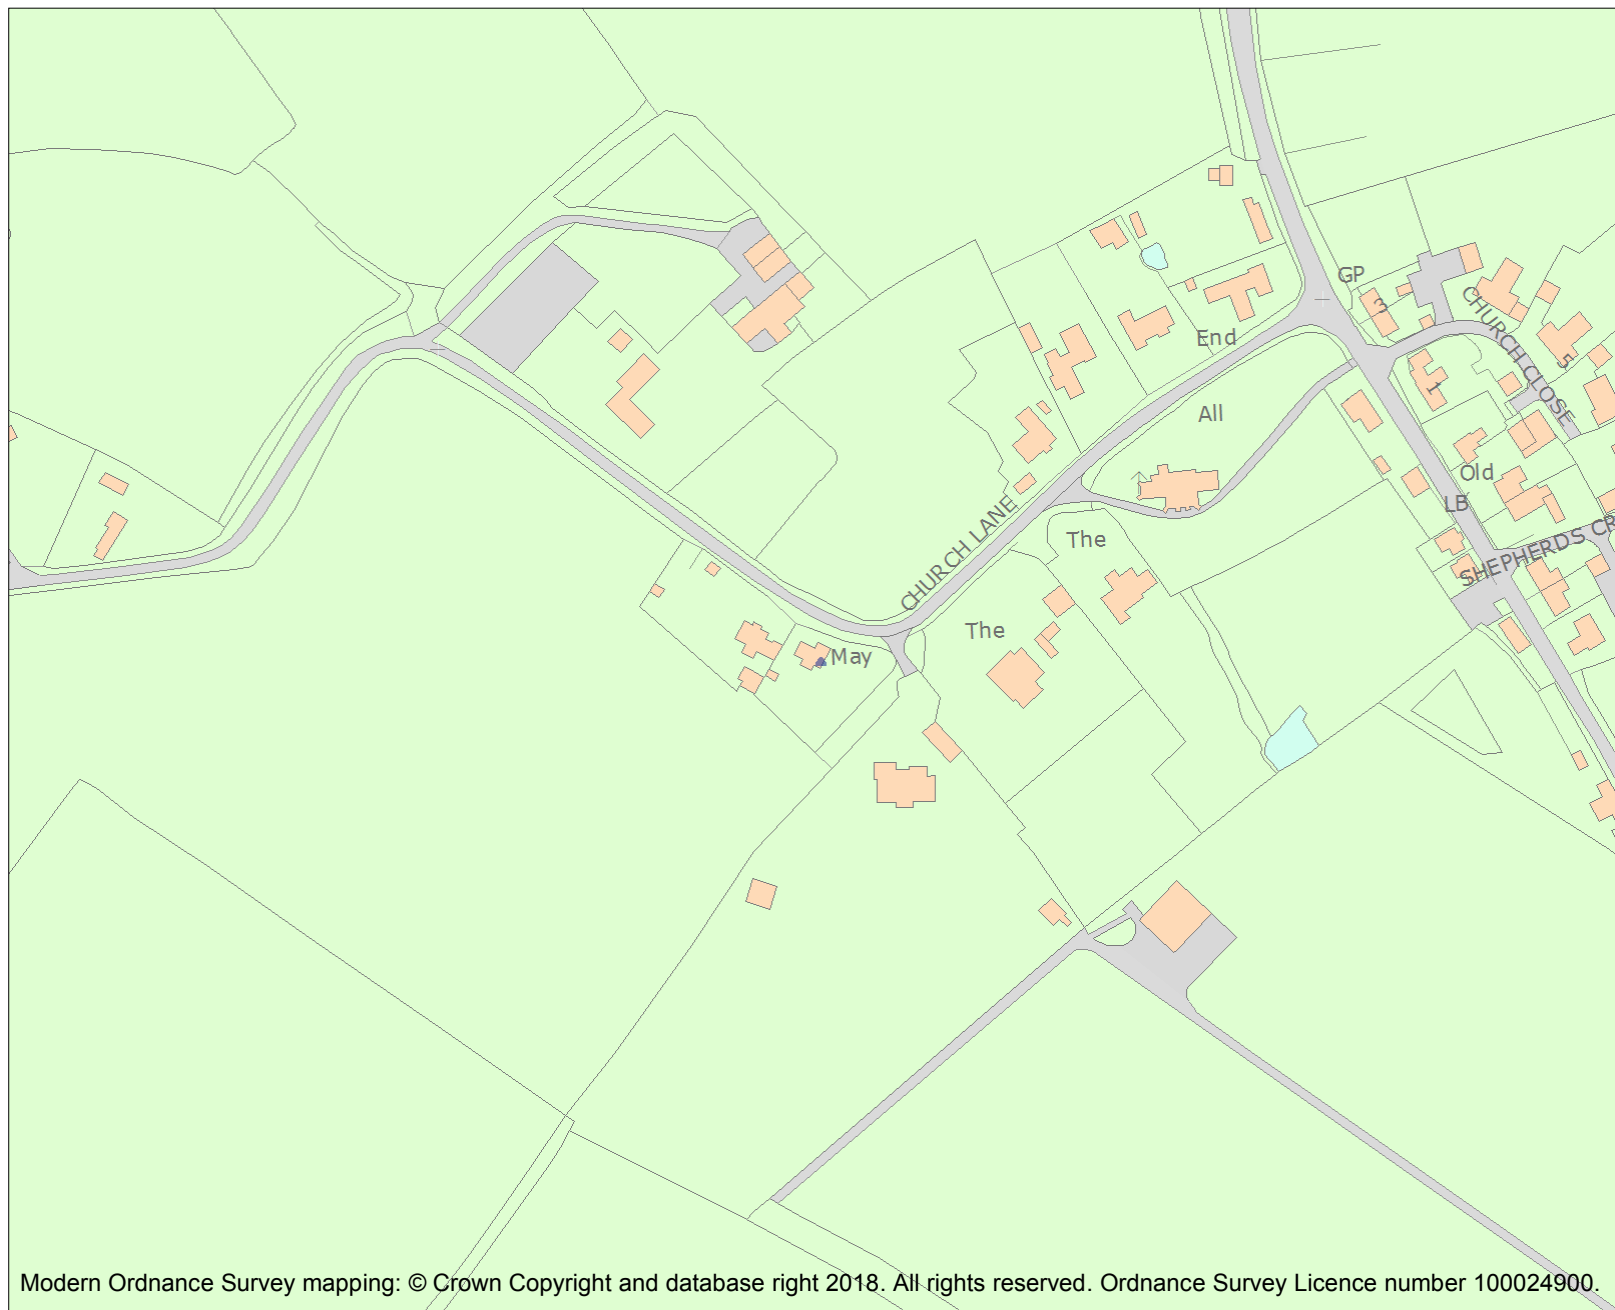 GP
3
CHURCH CLOSE
End
5
1
All
Old
LB
CHURCH LANE
The
SHEPHERDS CR
The
May
Modern Ordnance Survey mapping: © Crown Copyright and database right 2018. All rights reserved. Ordnance Survey Licence number 100024900.